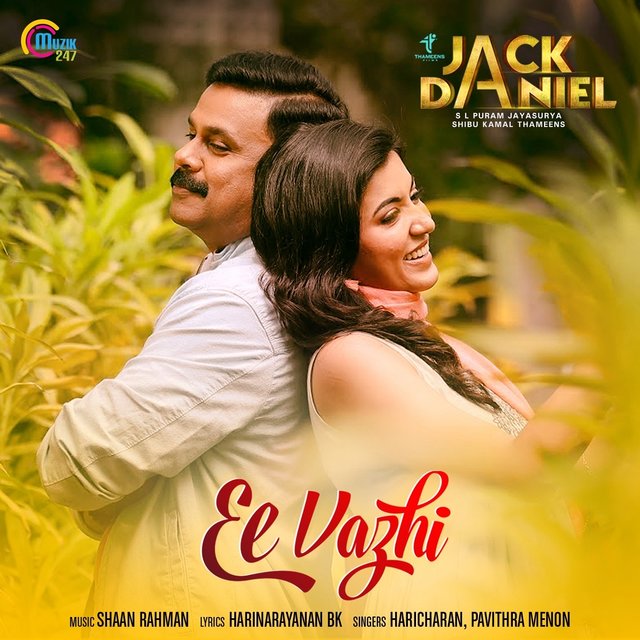 MUZIK
247
THAMEENS
FILMS
JACK
DANIEL
S L PURAM JAYASURYA
SHIBU KAMAL THAMEENS
Ee Vazhi
MUSIC SHAAN RAHMAN LYRICS HARINARAYANAN BK SINGERS HARICHARAN, PAVITHRA MENON